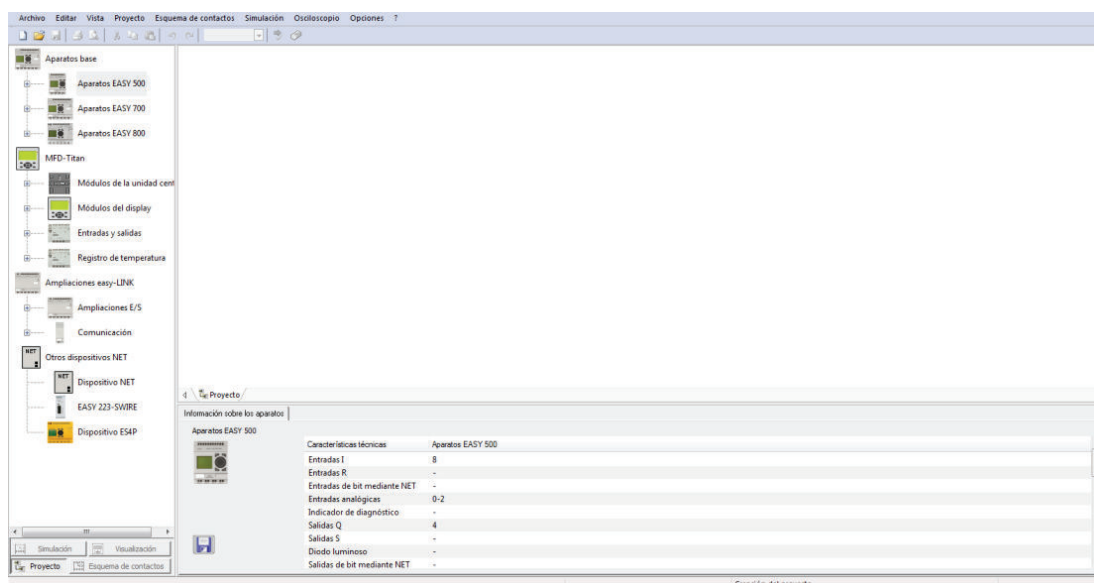 Archivo Editar Vista Proyecto Esquema de contactos Simulación Osciloscopio Opciones ?
Aparatos base
Aparatos EASY 500
Aparatos EASY 700
Aparatos EASY 800
MFD-Titan
Módulos de la unidad cent
Módulos del display
Entradas y salidas
Registro de temperatura
Ampliaciones easy-LINK
Ampliaciones E/S
Comunicación
NET Otros dispositivos NET
NET Dispositivo NET
EASY 223-SWIRE
Dispositivo ES4P
Proyecto
Información sobre los aparatos
Aparatos EASY 500
Características técnicas Aparatos EASY 500
Entradas I 8
Entradas R -
Entradas de bit mediante NET -
Entradas analógicas 0-2
Indicador de diagnóstico -
Salidas Q 4
Salidas S -
Diodo luminoso -
Salidas de bit mediante NET -
Simulación Visualización
Proyecto Esquema de contactos